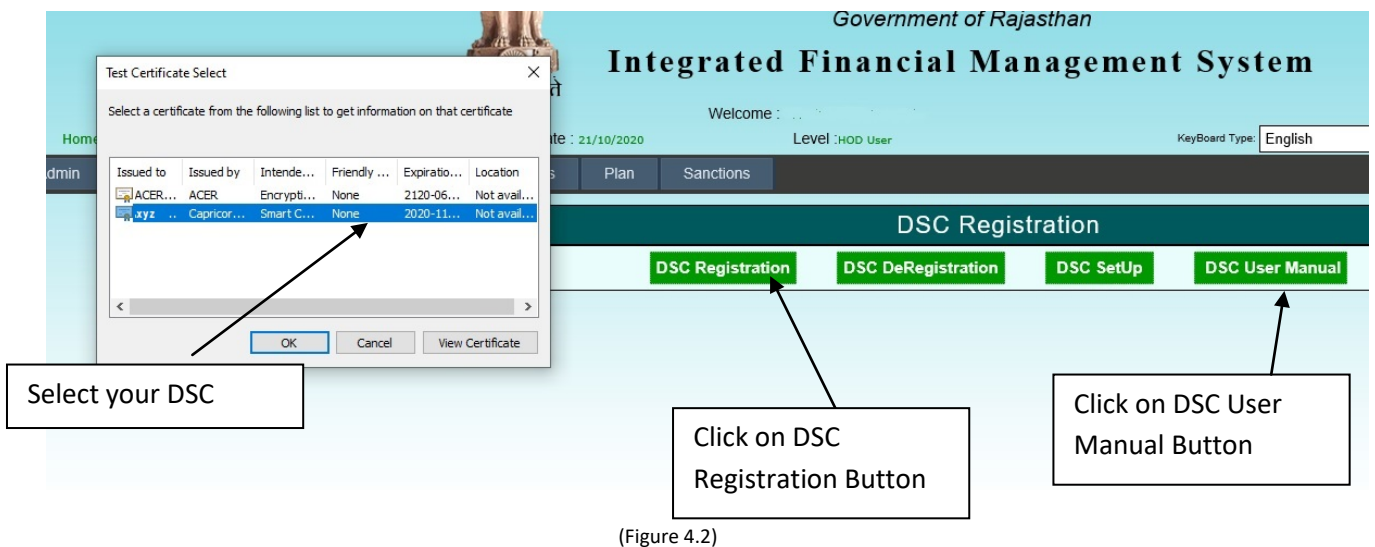 Government of Rajasthan
Integrated Financial Management System
Welcome :
Home
21/10/2020
Level :HOD User
KeyBoard Type: English
Plan Sanctions
Test Certificate Select
Select a certificate from the following list to get information on that certificate
Issued to Issued by Intende... Friendly ... Expiratio... Location
ACER... ACER Encrypti... None 2120-06... Not avail...
xyz .. Capricor... Smart C... None 2020-11... Not avail...
OK Cancel View Certificate
DSC Registration
DSC Registration DSC DeRegistration DSC SetUp DSC User Manual
Select your DSC
Click on DSC
Registration Button
Click on DSC User
Manual Button
(Figure 4.2)